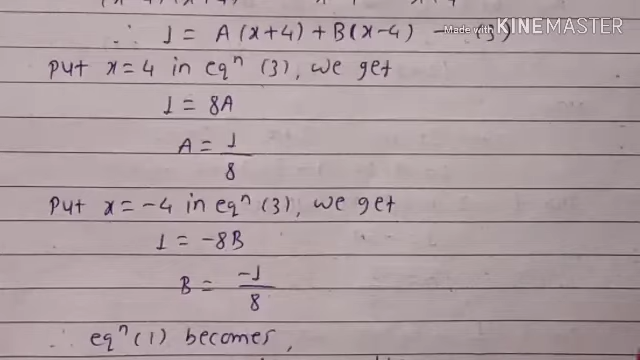 ∴ 1 = A(x+4) + B(x-4) — (3)
Made with KINEMASTER
Put x = 4 in eqⁿ (3), we get
1 = 8A
A = 1/8
Put x = -4 in eqⁿ (3), we get
1 = -8B
B = -1/8
∴ eqⁿ (1) becomes,